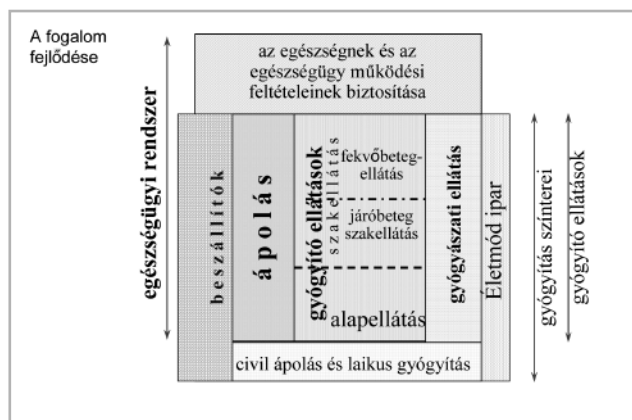 A fogalom
fejlődése
az egészségnek és az
egészségügy működési
feltételeinek biztosítása
egészségügyi rendszer
beszállítók
ápolás
gyógyító ellátások
szakellátás
fekvőbeteg-
ellátás
járóbeteg
szakellátás
alapellátás
gyógyászati ellátás
Életmód ipar
gyógyítás színterei
gyógyító ellátások
civil ápolás és laikus gyógyítás